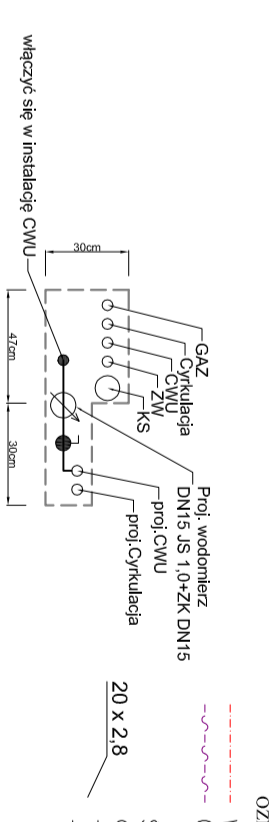 GAZ
Cyrkulacja
CWU
ZW
KS
Proj. wodomierz
DN15 JS 1,0+ZK DN15
proj.CWU
proj.Cyrkulacja
włączyć się w instalację CWU
30cm
47cm
30cm
20 x 2,8